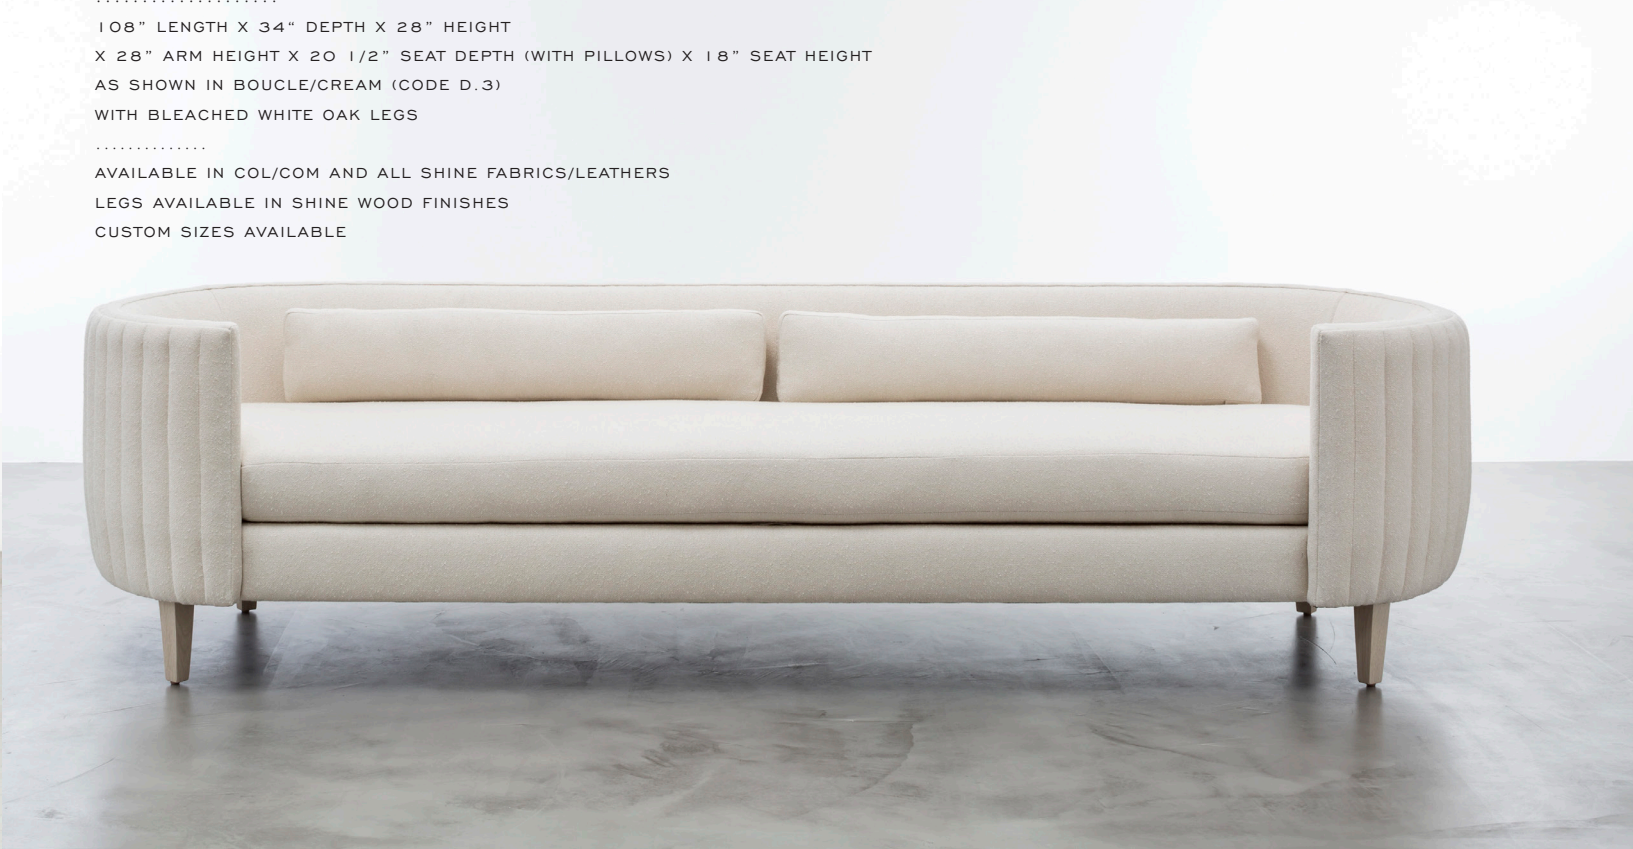 ....................
108” LENGTH X 34“ DEPTH X 28” HEIGHT
X 28” ARM HEIGHT X 20 1/2” SEAT DEPTH (WITH PILLOWS) X 18” SEAT HEIGHT
AS SHOWN IN BOUCLE/CREAM (CODE D.3)
WITH BLEACHED WHITE OAK LEGS
..............
AVAILABLE IN COL/COM AND ALL SHINE FABRICS/LEATHERS
LEGS AVAILABLE IN SHINE WOOD FINISHES
CUSTOM SIZES AVAILABLE